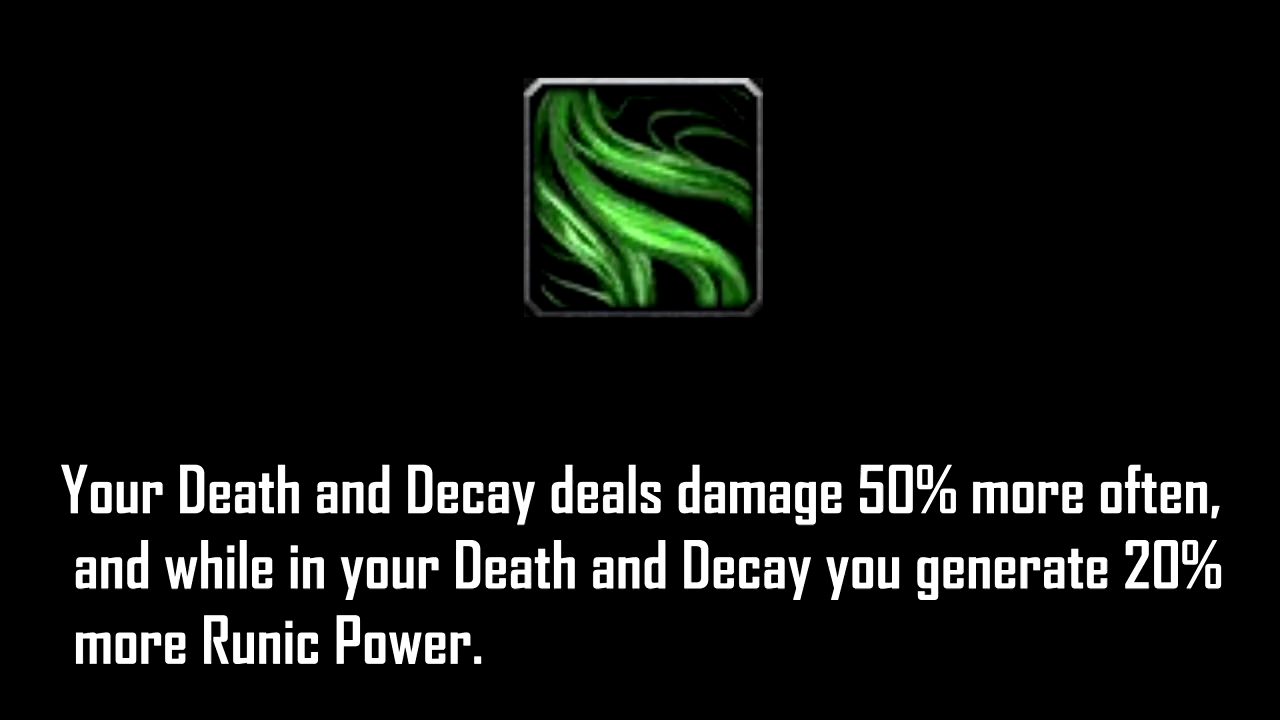 Your Death and Decay deals damage 50% more often,
and while in your Death and Decay you generate 20%
more Runic Power.